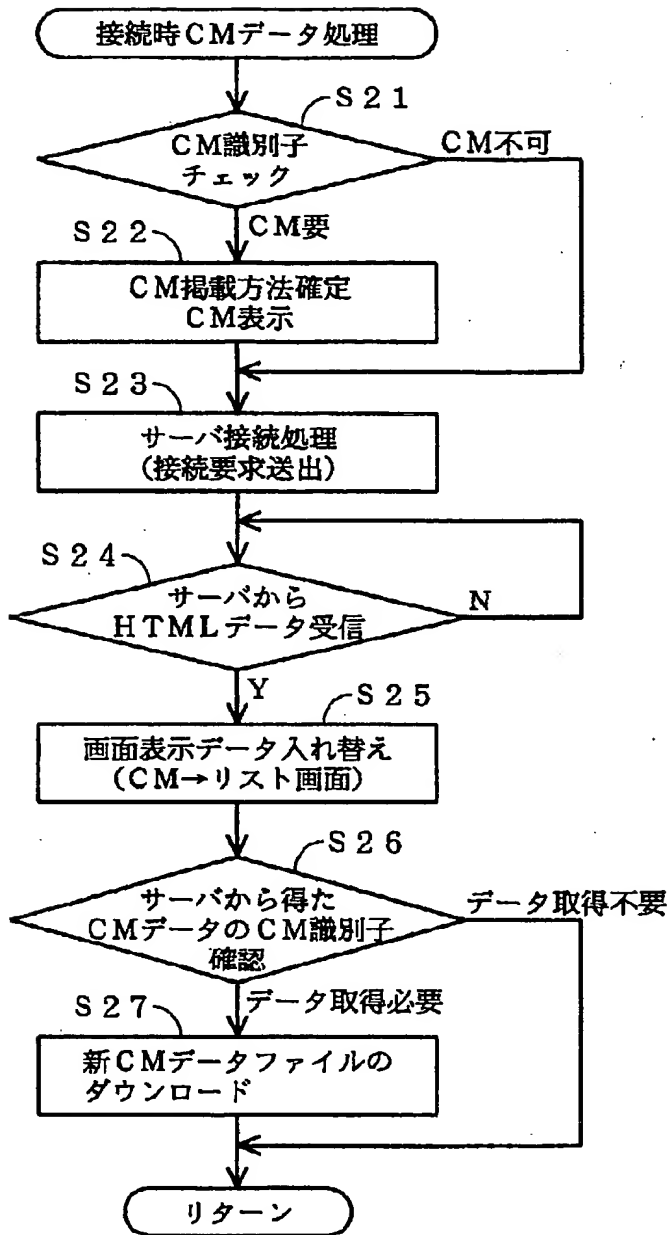 接続時CMデータ処理
S21
CM識別子
チェック
CM不可
CM要
S22
CM掲載方法確定
CM表示
S23
サーバ接続処理
(接続要求送出)
S24
サーバから
HTMLデータ受信
N
Y
S25
画面表示データ入れ替え
(CM→リスト画面)
S26
サーバから得た
CMデータのCM識別子
確認
データ取得不要
データ取得必要
S27
新CMデータファイルの
ダウンロード
リターン